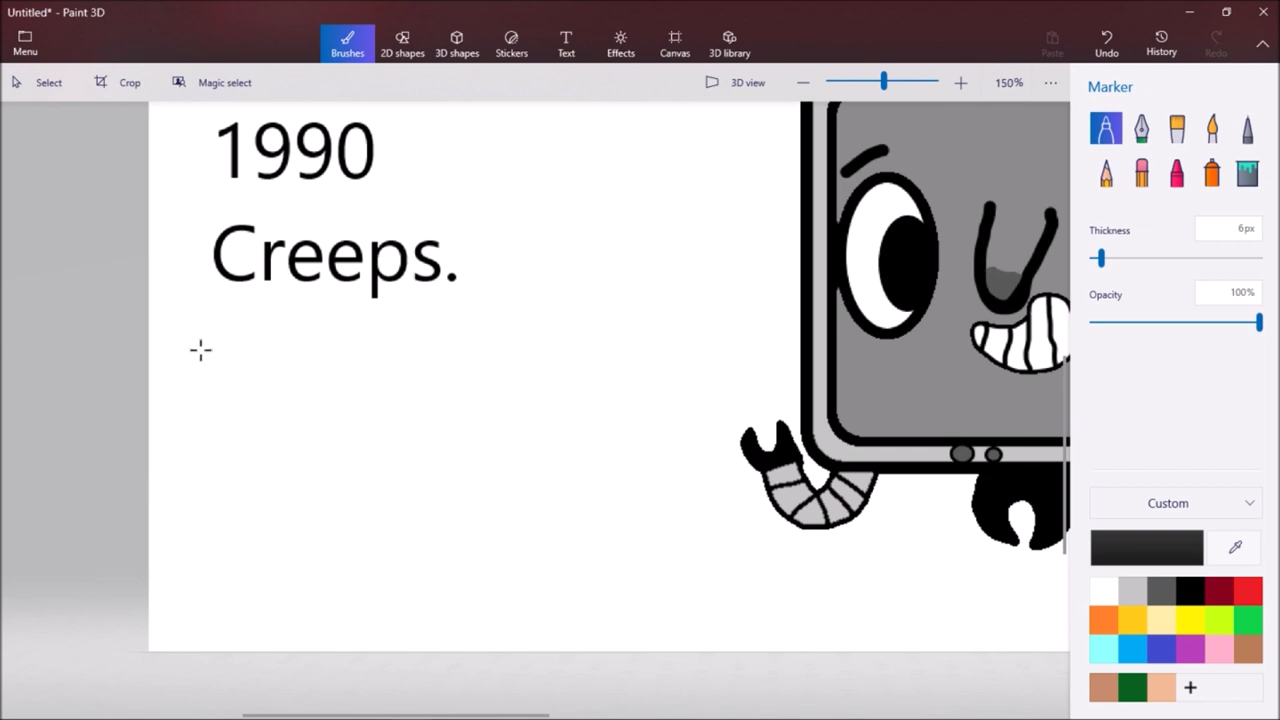 Untitled* - Paint 3D
Menu
Brushes
2D shapes
3D shapes
Stickers
Text
Effects
Canvas
3D library
Paste
Undo
History
Redo
Select
Crop
Magic select
3D view
150%
Marker
Thickness
6px
Opacity
100%
Custom
1990
Creeps.